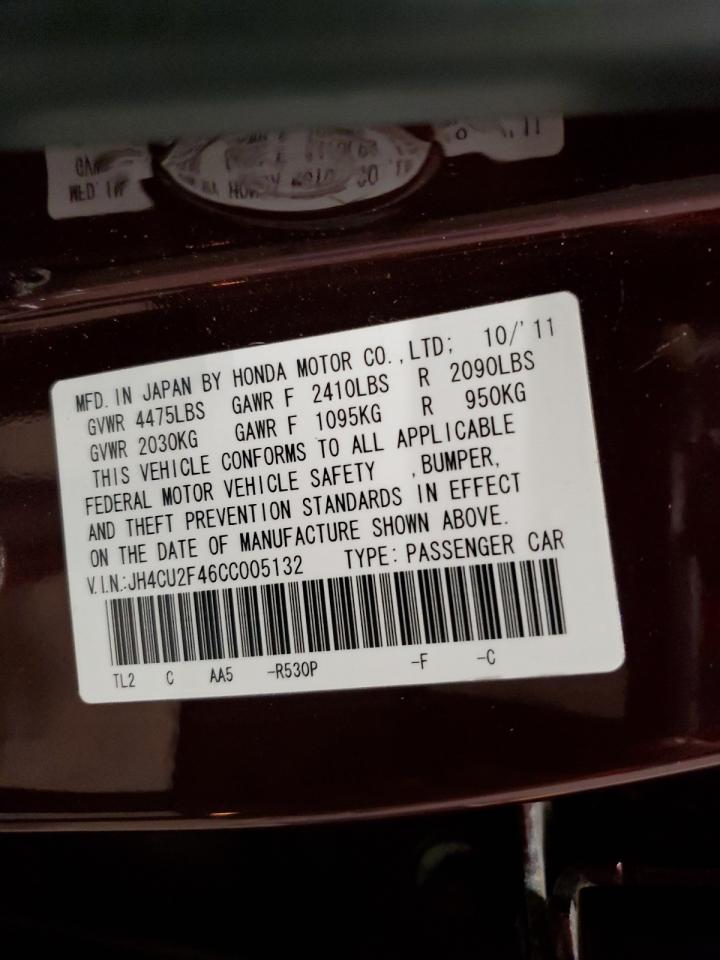 MFD. IN JAPAN BY HONDA MOTOR CO.,LTD; 10/'11
GVWR 4475LBS GAWR F 2410LBS R 2090LBS
GVWR 2030KG GAWR F 1095KG R 950KG
THIS VEHICLE CONFORMS TO ALL APPLICABLE
FEDERAL MOTOR VEHICLE SAFETY ,BUMPER,
AND THEFT PREVENTION STANDARDS IN EFFECT
ON THE DATE OF MANUFACTURE SHOWN ABOVE.
V.I.N.:JH4CU2F46CC005132 TYPE: PASSENGER CAR
TL2 C AA5 -R530P -F -C